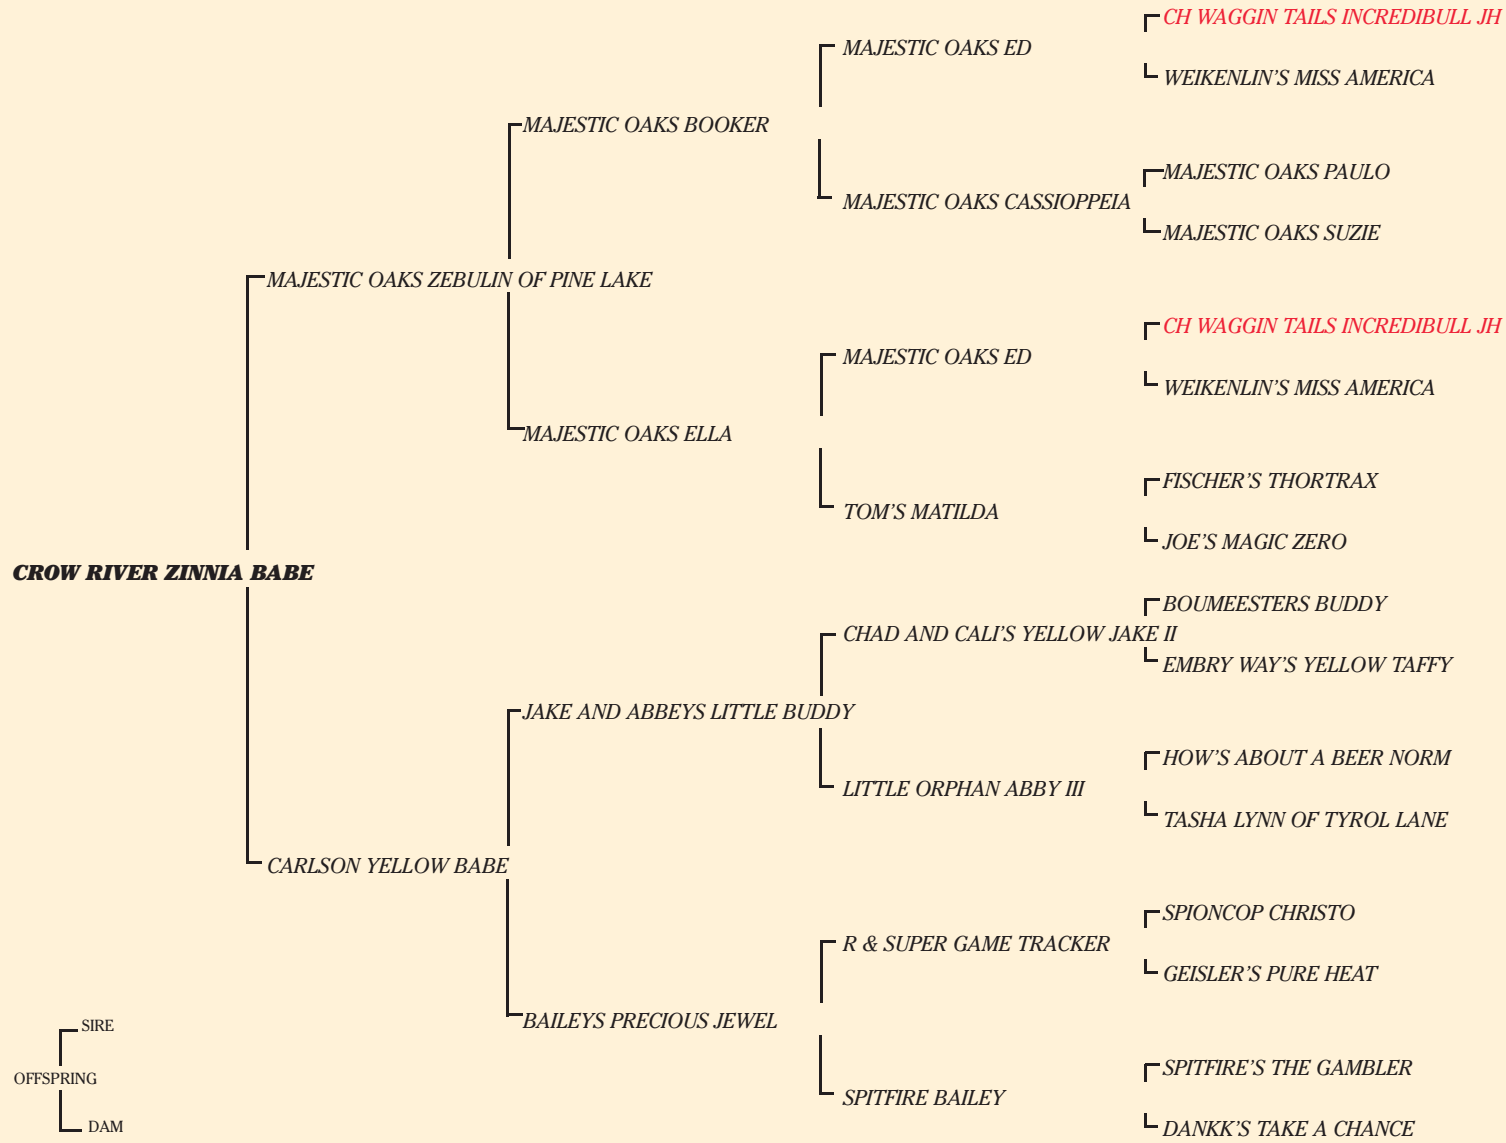 CH WAGGIN TAILS INCREDIBULL JH
MAJESTIC OAKS ED
WEIKENLIN'S MISS AMERICA
MAJESTIC OAKS BOOKER
MAJESTIC OAKS PAULO
MAJESTIC OAKS CASSIOPPEIA
MAJESTIC OAKS SUZIE
MAJESTIC OAKS ZEBULIN OF PINE LAKE
CH WAGGIN TAILS INCREDIBULL JH
MAJESTIC OAKS ED
WEIKENLIN'S MISS AMERICA
MAJESTIC OAKS ELLA
FISCHER'S THORTRAX
TOM'S MATILDA
JOE'S MAGIC ZERO
CROW RIVER ZINNIA BABE
BOUMEESTERS BUDDY
CHAD AND CALI'S YELLOW JAKE II
EMBRY WAY'S YELLOW TAFFY
JAKE AND ABBEYS LITTLE BUDDY
HOW'S ABOUT A BEER NORM
LITTLE ORPHAN ABBY III
TASHA LYNN OF TYROL LANE
CARLSON YELLOW BABE
SPIONCOP CHRISTO
R & SUPER GAME TRACKER
GEISLER'S PURE HEAT
BAILEYS PRECIOUS JEWEL
SPITFIRE'S THE GAMBLER
SPITFIRE BAILEY
DANKK'S TAKE A CHANCE
SIRE
OFFSPRING
DAM